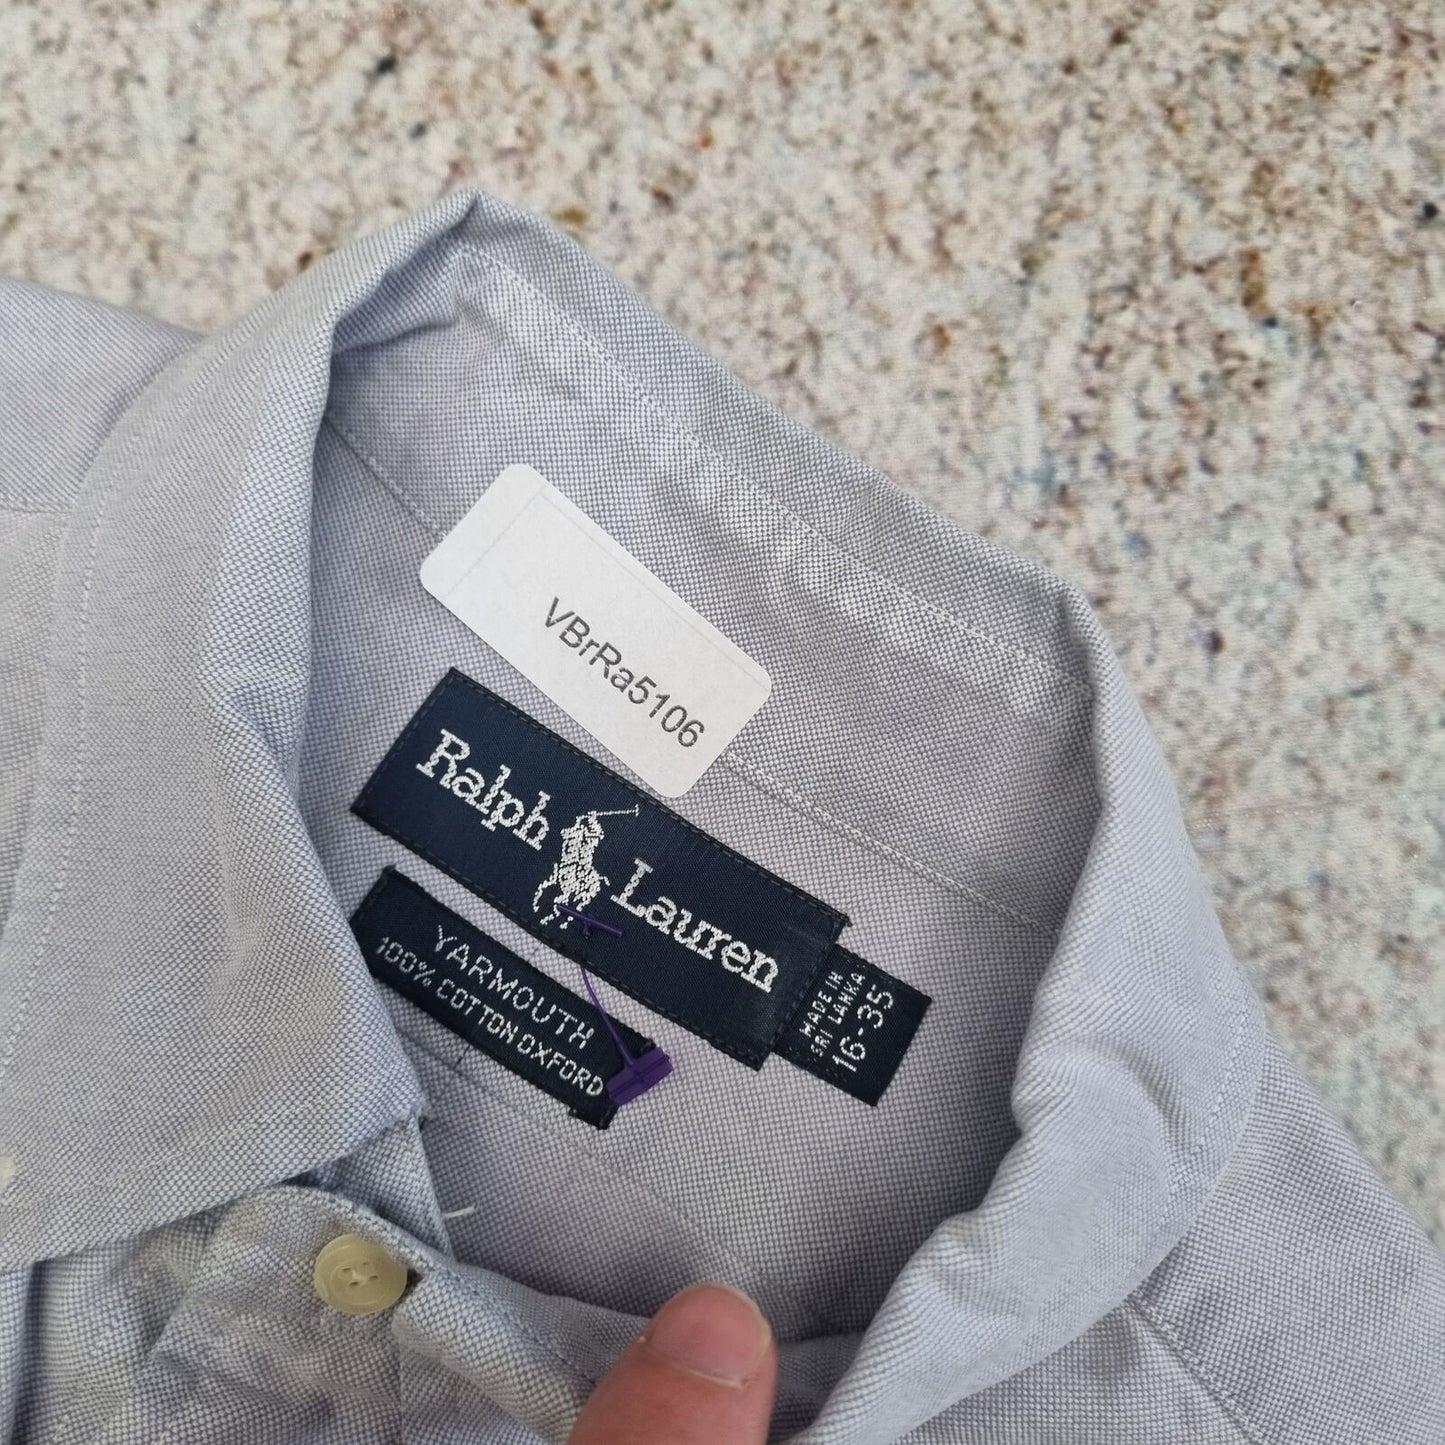 VBrRa5106
Ralph Lauren
YARMOUTH
100% COTTON OXFORD
MADE IN
SRI LANKA
16-35